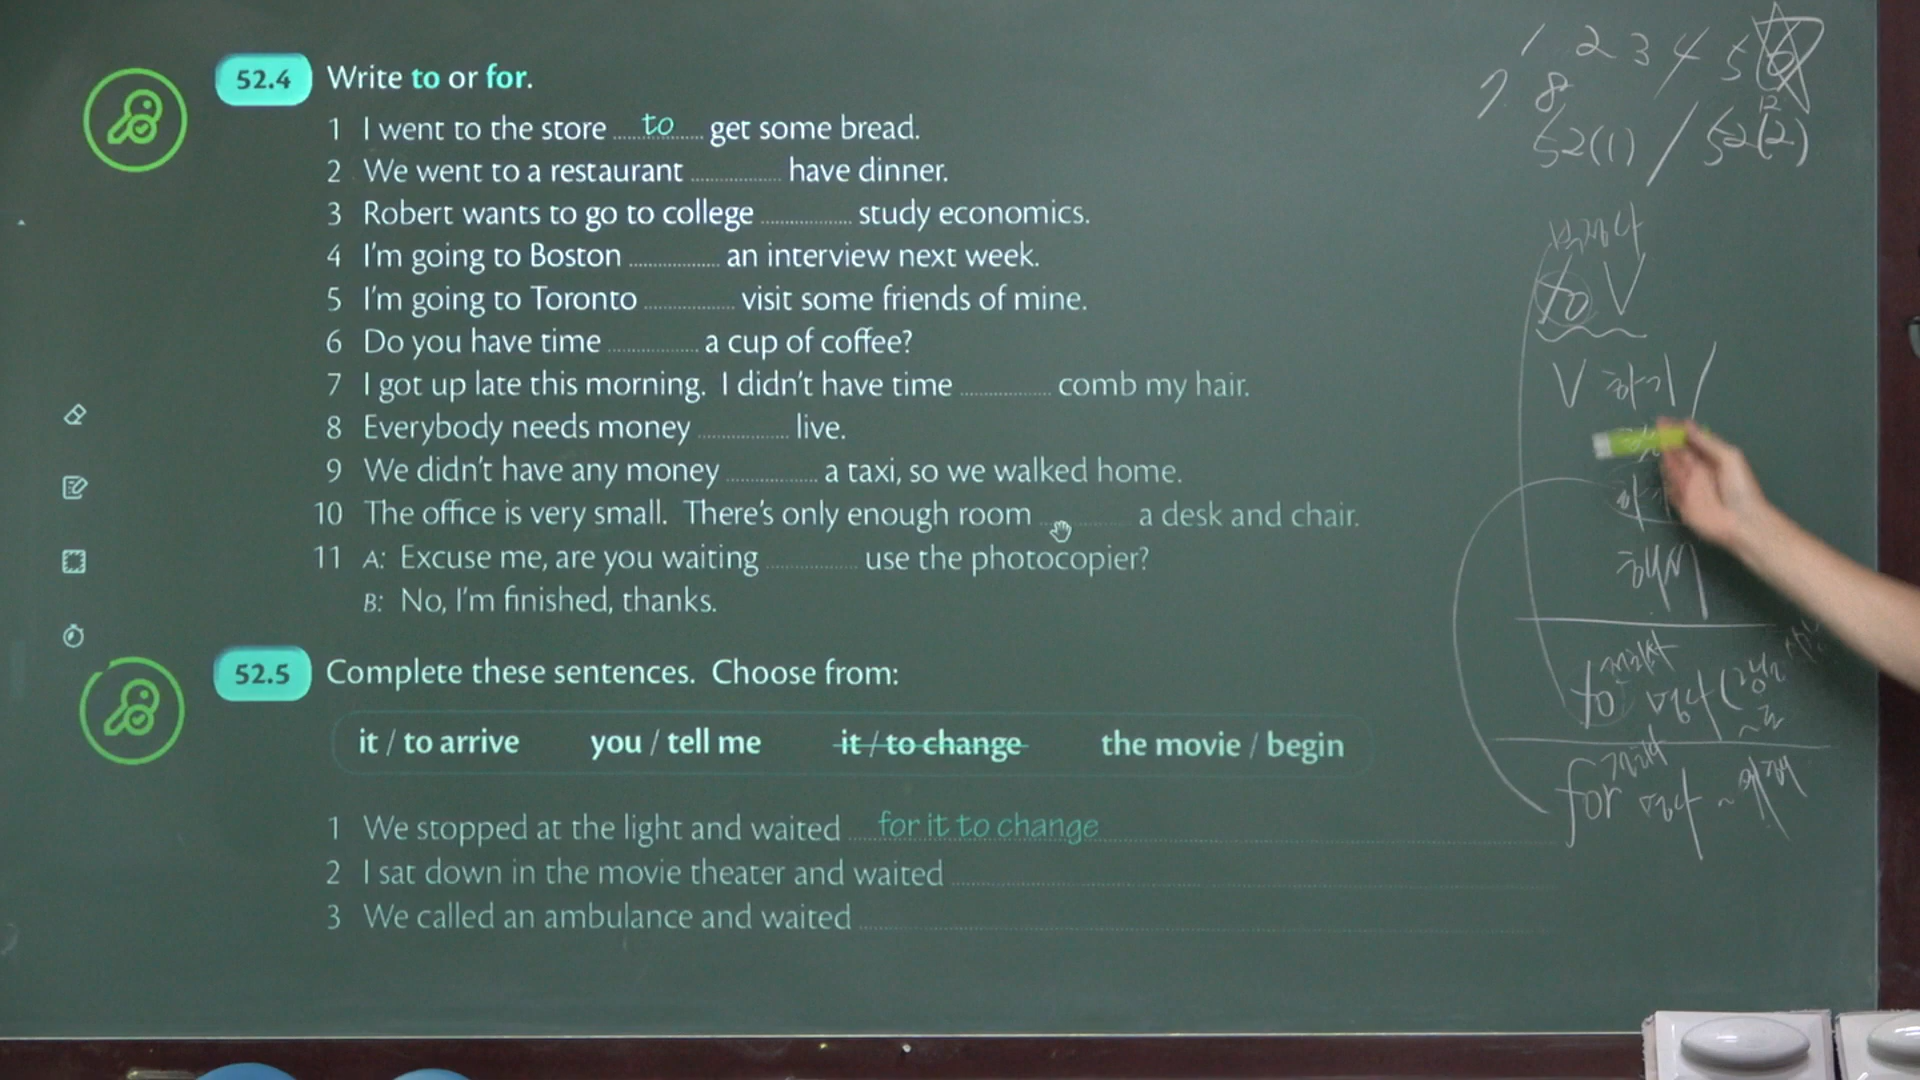 52.4 Write to or for.
1 I went to the store ............ to ............ get some bread.
2 We went to a restaurant ............ have dinner.
3 Robert wants to go to college ............ study economics.
4 I'm going to Boston ............ an interview next week.
5 I'm going to Toronto ............ visit some friends of mine.
6 Do you have time ............ a cup of coffee?
7 I got up late this morning. I didn't have time ............ comb my hair.
8 Everybody needs money ............ live.
9 We didn't have any money ............ a taxi, so we walked home.
10 The office is very small. There's only enough room ............ a desk and chair.
11 A: Excuse me, are you waiting ............ use the photocopier?
B: No, I'm finished, thanks.
52.5 Complete these sentences. Choose from:
it / to arrive you / tell me it / to change the movie / begin
1 We stopped at the light and waited for it to change
2 I sat down in the movie theater and waited
3 We called an ambulance and waited
1 2 3 4 5 6
7 8 12
52(1) / 52(2)
to V
V 하기
to
for